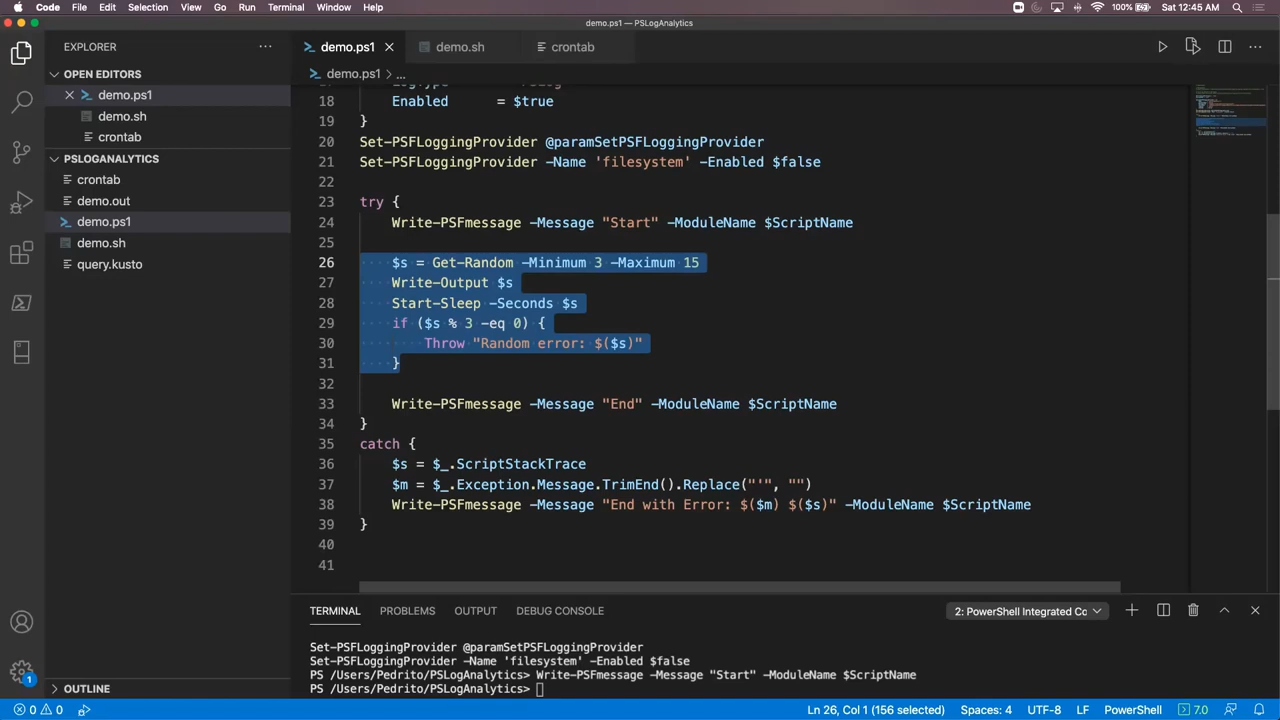 Code File Edit Selection View Go Run Terminal Window Help 100% Sat 12:45 AM
demo.ps1 — PSLogAnalytics
EXPLORER
OPEN EDITORS
demo.ps1
demo.sh
crontab
PSLOGANALYTICS
crontab
demo.out
demo.ps1
demo.sh
query.kusto
OUTLINE
demo.ps1 demo.sh crontab
demo.ps1 > ...
18 Enabled = $true
19 }
20 Set-PSFLoggingProvider @paramSetPSFLoggingProvider
21 Set-PSFLoggingProvider -Name 'filesystem' -Enabled $false
22
23 try {
24 Write-PSFmessage -Message "Start" -ModuleName $ScriptName
25
26 $s = Get-Random -Minimum 3 -Maximum 15
27 Write-Output $s
28 Start-Sleep -Seconds $s
29 if ($s % 3 -eq 0) {
30 Throw "Random error: $($s)"
31 }
32
33 Write-PSFmessage -Message "End" -ModuleName $ScriptName
34 }
35 catch {
36 $s = $_.ScriptStackTrace
37 $m = $_.Exception.Message.TrimEnd().Replace("'", "")
38 Write-PSFmessage -Message "End with Error: $($m) $($s)" -ModuleName $ScriptName
39 }
40
41
TERMINAL PROBLEMS OUTPUT DEBUG CONSOLE 2: PowerShell Integrated Co
Set-PSFLoggingProvider @paramSetPSFLoggingProvider
Set-PSFLoggingProvider -Name 'filesystem' -Enabled $false
PS /Users/Pedrito/PSLogAnalytics> Write-PSFmessage -Message "Start" -ModuleName $ScriptName
PS /Users/Pedrito/PSLogAnalytics>
1
0 0 Ln 26, Col 1 (156 selected) Spaces: 4 UTF-8 LF PowerShell 7.0